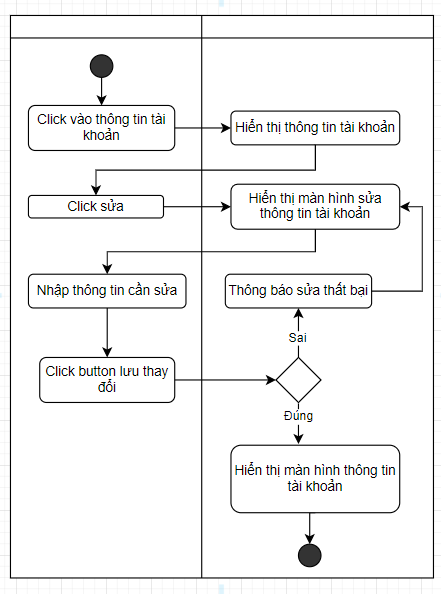 Click vào thông tin tài
khoản
Hiển thị thông tin tài khoản
Click sửa
Hiển thị màn hình sửa
thông tin tài khoản
Nhập thông tin cần sửa
Thông báo sửa thất bại
Sai
Click button lưu thay
đổi
Đúng
Hiển thị màn hình thông tin
tài khoản